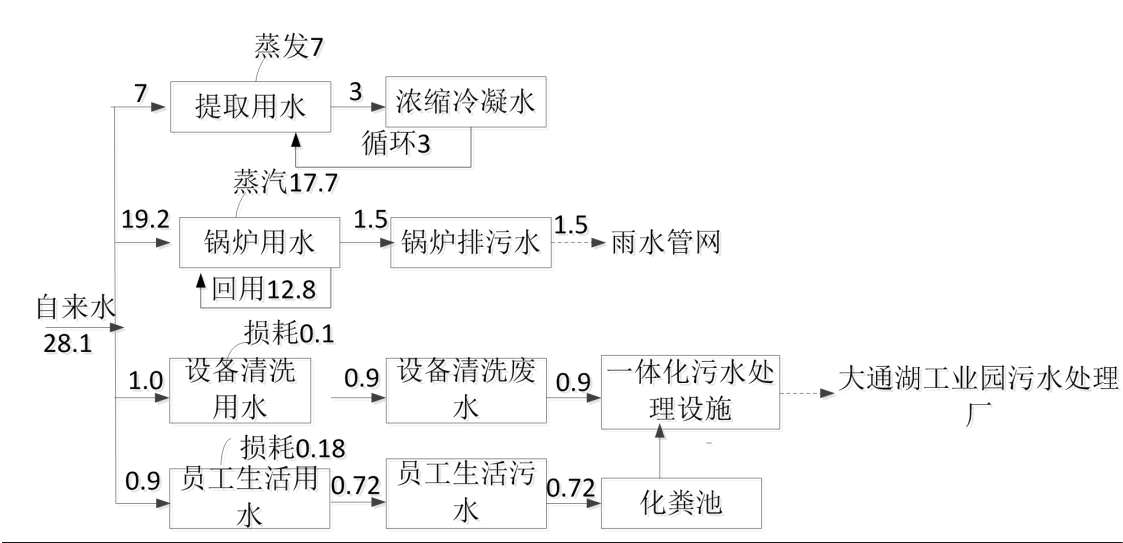 蒸发7
7
提取用水
3
浓缩冷凝水
循环3
蒸汽17.7
19.2
锅炉用水
1.5
锅炉排污水
1.5
雨水管网
回用12.8
自来水
28.1
损耗0.1
1.0
设备清洗
用水
0.9
设备清洗废
水
0.9
一体化污水处
理设施
大通湖工业园污水处理
厂
损耗0.18
0.9
员工生活用
水
0.72
员工生活污
水
0.72
化粪池